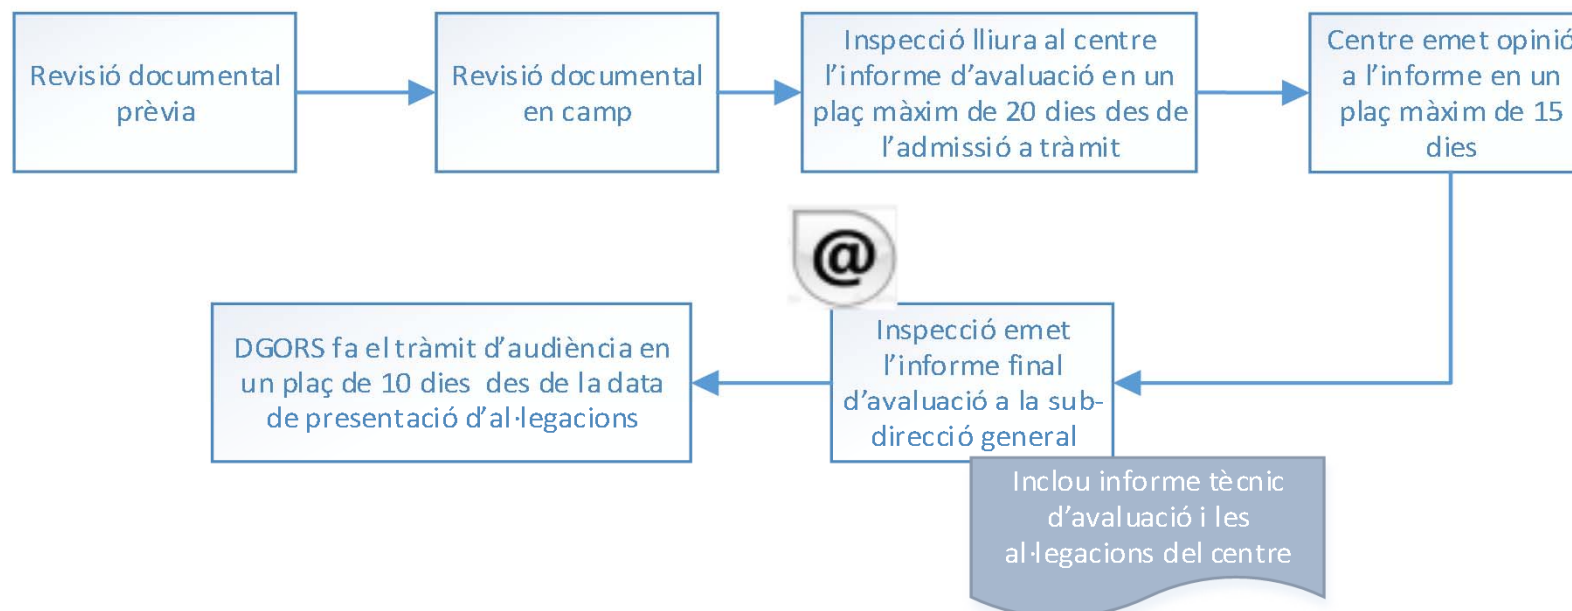 Revisió documental
prèvia
Revisió documental
en camp
Inspecció lliura al centre
l'informe d'avaluació en un
plaç màxim de 20 dies des de
l'admissió a tràmit
Centre emet opinió
a l'informe en un
plaç màxim de 15
dies
@
Inspecció emet
l'informe final
d'avaluació a la sub-
direcció general
Inclou informe tècnic
d'avaluació i les
al·legacions del centre
DGORS fa el tràmit d'audiència en
un plaç de 10 dies des de la data
de presentació d'al·legacions